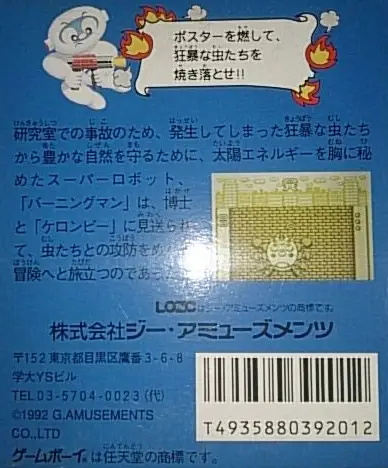 ポスターを燃して、
狂暴な虫たちを
焼き落とせ!!
研究室での事故のため、発生してしまった狂暴な虫たち
から豊かな自然を守るために、太陽エネルギーを胸に秘
めたスーパーロボット、
「バーニングマン」は、博士
と「ケロンビー」に見送られ
て、虫たちとの攻防をめ
冒険へと旅立つのであった
LOZCはジー・アミューズメンツの商標です。
株式会社ジー・アミューズメンツ
〒152 東京都目黒区鷹番3-6-8
学大YSビル
TEL03-5704-0023 (代)
©1992 G.AMUSEMENTS
CO.,LTD
T4935880392012
ゲームボーイは任天堂の商標です。